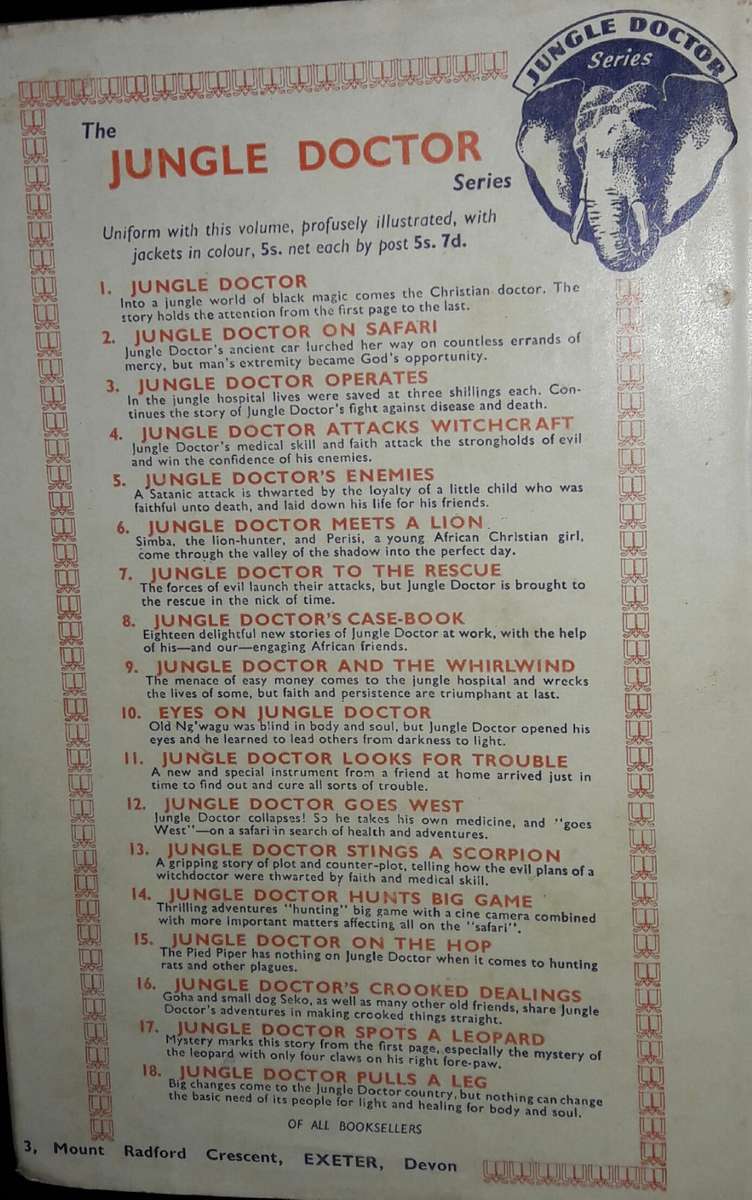 JUNGLE DOCTOR
Series
The
JUNGLE DOCTOR
Series
Uniform with this volume, profusely illustrated, with
jackets in colour, 5s. net each by post 5s. 7d.
1. JUNGLE DOCTOR
Into a jungle world of black magic comes the Christian doctor. The
story holds the attention from the first page to the last.
2. JUNGLE DOCTOR ON SAFARI
Jungle Doctor's ancient car lurched her way on countless errands of
mercy, but man's extremity became God's opportunity.
3. JUNGLE DOCTOR OPERATES
In the jungle hospital lives were saved at three shillings each. Con-
tinues the story of Jungle Doctor's fight against disease and death.
4. JUNGLE DOCTOR ATTACKS WITCHCRAFT
Jungle Doctor's medical skill and faith attack the strongholds of evil
and win the confidence of his enemies.
5. JUNGLE DOCTOR'S ENEMIES
A Satanic attack is thwarted by the loyalty of a little child who was
faithful unto death, and laid down his life for his friends.
6. JUNGLE DOCTOR MEETS A LION
Simba, the lion-hunter, and Perisi, a young African Christian girl,
come through the valley of the shadow into the perfect day.
7. JUNGLE DOCTOR TO THE RESCUE
The forces of evil launch their attacks, but Jungle Doctor is brought to
the rescue in the nick of time.
8. JUNGLE DOCTOR'S CASE-BOOK
Eighteen delightful new stories of Jungle Doctor at work, with the help
of his—and our—engaging African friends.
9. JUNGLE DOCTOR AND THE WHIRLWIND
The menace of easy money comes to the jungle hospital and wrecks
the lives of some, but faith and persistence are triumphant at last.
10. EYES ON JUNGLE DOCTOR
Old Ng'wagu was blind in body and soul, but Jungle Doctor opened his
eyes and he learned to lead others from darkness to light.
11. JUNGLE DOCTOR LOOKS FOR TROUBLE
A new and special instrument from a friend at home arrived just in
time to find out and cure all sorts of trouble.
12. JUNGLE DOCTOR GOES WEST
Jungle Doctor collapses! So he takes his own medicine, and "goes
West"—on a safari in search of health and adventures.
13. JUNGLE DOCTOR STINGS A SCORPION
A gripping story of plot and counter-plot, telling how the evil plans of a
witchdoctor were thwarted by faith and medical skill.
14. JUNGLE DOCTOR HUNTS BIG GAME
Thrilling adventures "hunting" big game with a cine camera combined
with more important matters affecting all on the "safari".
15. JUNGLE DOCTOR ON THE HOP
The Pied Piper has nothing on Jungle Doctor when it comes to hunting
rats and other plagues.
16. JUNGLE DOCTOR'S CROOKED DEALINGS
Goha and small dog Seko, as well as many other old friends, share Jungle
Doctor's adventures in making crooked things straight.
17. JUNGLE DOCTOR SPOTS A LEOPARD
Mystery marks this story from the first page, especially the mystery of
the leopard with only four claws on his right fore-paw.
18. JUNGLE DOCTOR PULLS A LEG
Big changes come to the Jungle Doctor country, but nothing can change
the basic need of its people for light and healing for body and soul.
OF ALL BOOKSELLERS
3, Mount Radford Crescent, EXETER, Devon